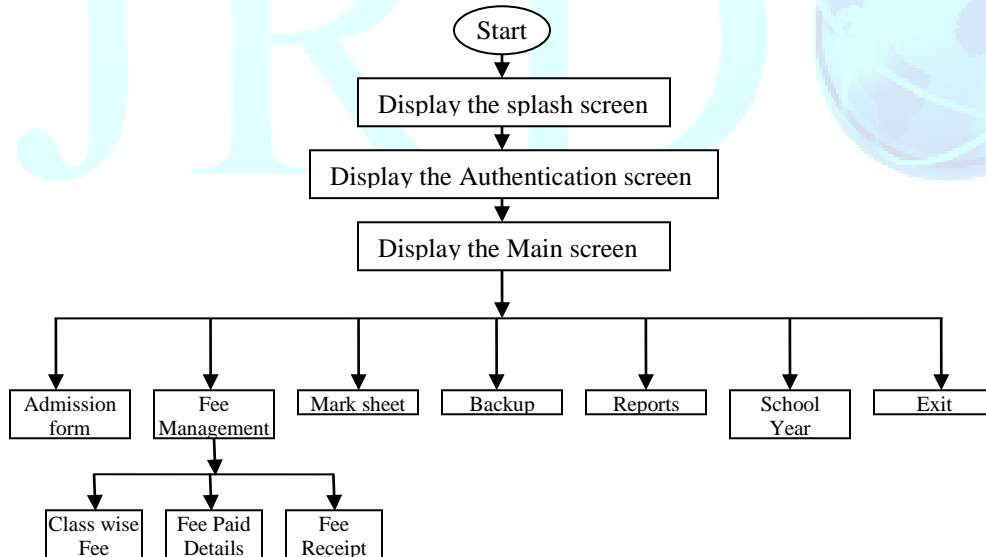 JRD
Start
Display the splash screen
Display the Authentication screen
Display the Main screen
Admission
form
Fee
Management
Mark sheet
Backup
Reports
School
Year
Exit
Class wise
Fee
Fee Paid
Details
Fee
Receipt